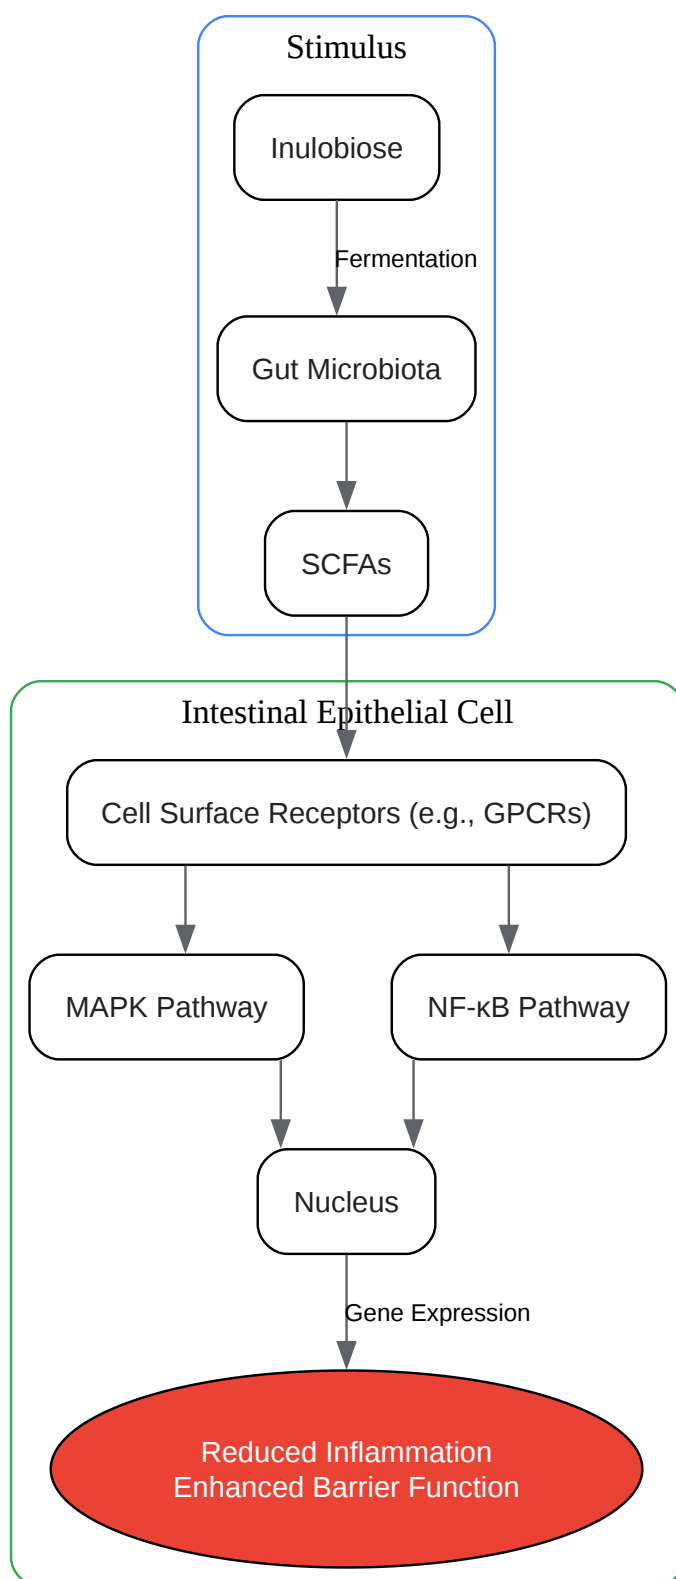 Stimulus
Inulobiose
Fermentation
Gut Microbiota
SCFAs
Intestinal Epithelial Cell
Cell Surface Receptors (e.g., GPCRs)
MAPK Pathway
NF-κB Pathway
Nucleus
Gene Expression
Reduced Inflammation
Enhanced Barrier Function